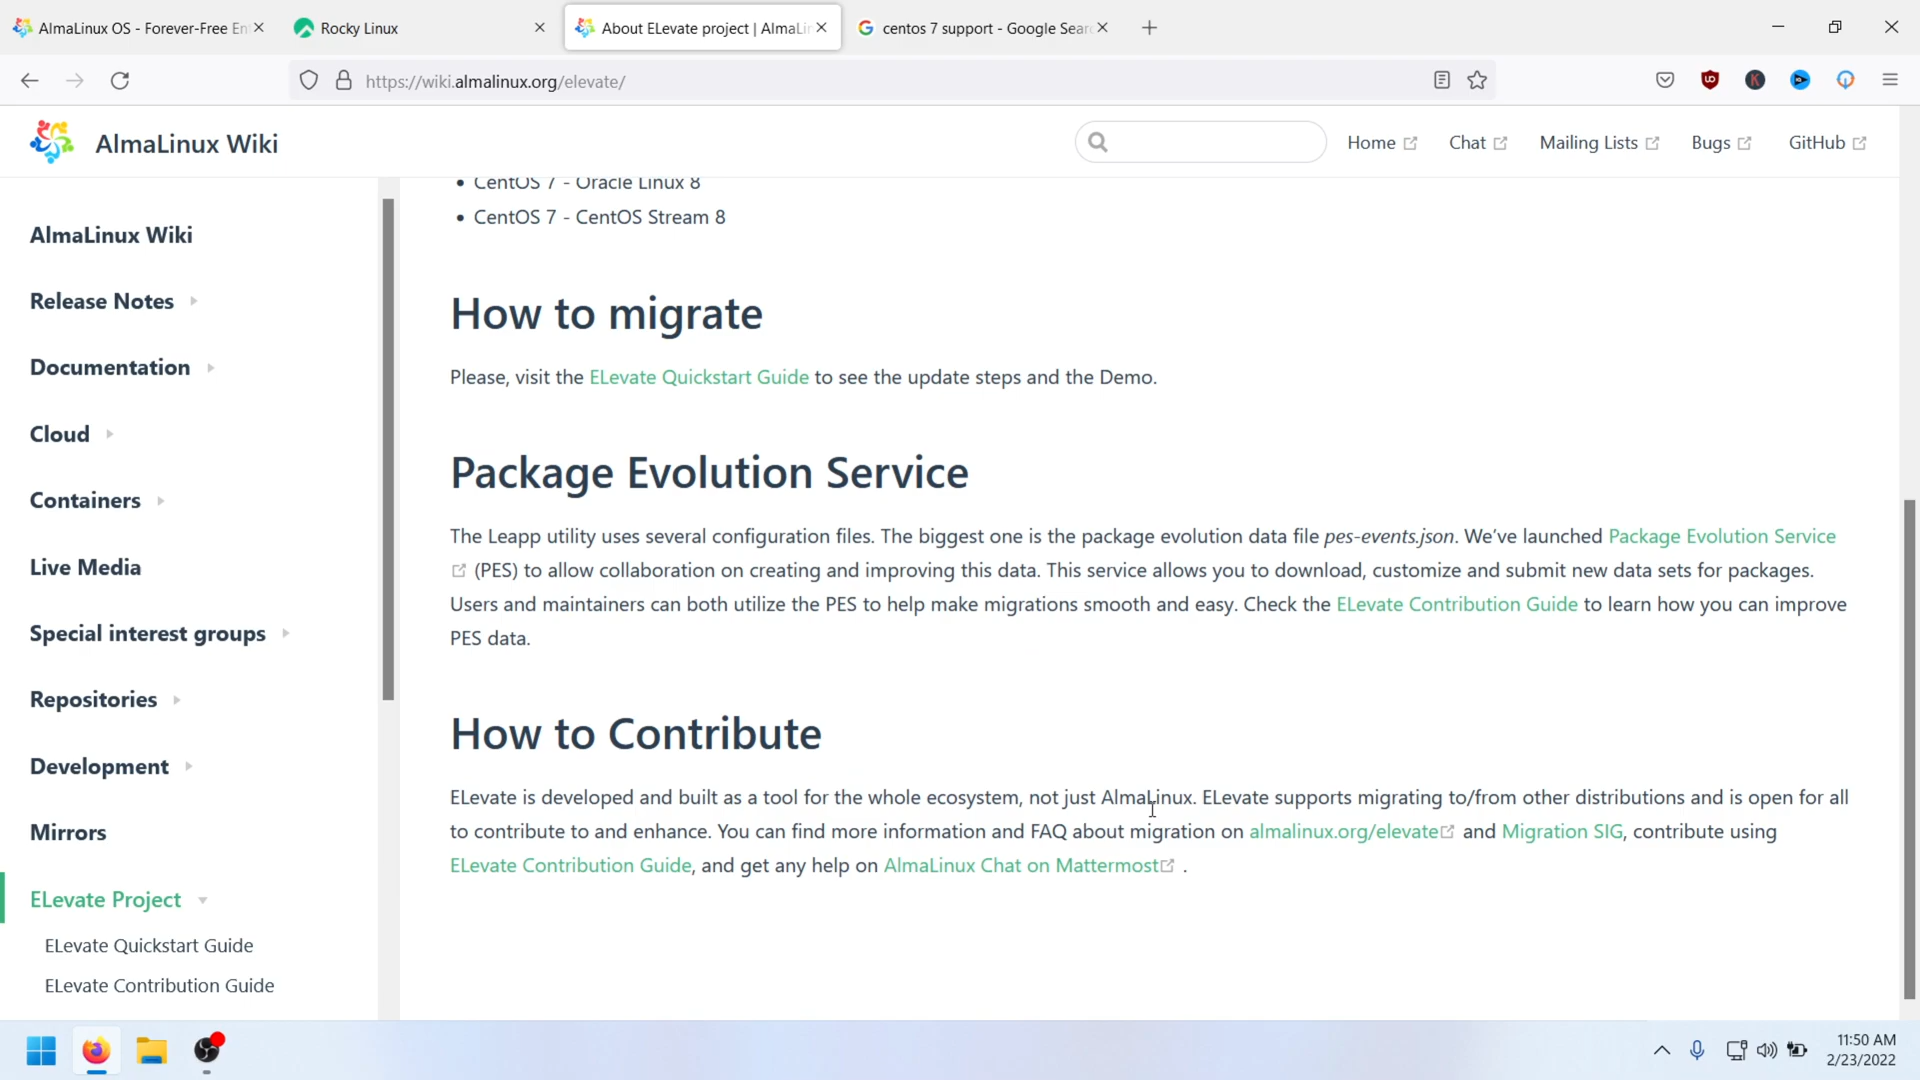 AlmaLinux OS - Forever-Free En
Rocky Linux
About ELevate project | AlmaLi
centos 7 support - Google Sear
https://wiki.almalinux.org/elevate/
AlmaLinux Wiki
Home
Chat
Mailing Lists
Bugs
GitHub
AlmaLinux Wiki
Release Notes
Documentation
Cloud
Containers
Live Media
Special interest groups
Repositories
Development
Mirrors
ELevate Project
ELevate Quickstart Guide
ELevate Contribution Guide
• CentOS 7 - Oracle Linux 8
• CentOS 7 - CentOS Stream 8
How to migrate
Please, visit the ELevate Quickstart Guide to see the update steps and the Demo.
Package Evolution Service
The Leapp utility uses several configuration files. The biggest one is the package evolution data file pes-events.json. We've launched Package Evolution Service
(PES) to allow collaboration on creating and improving this data. This service allows you to download, customize and submit new data sets for packages.
Users and maintainers can both utilize the PES to help make migrations smooth and easy. Check the ELevate Contribution Guide to learn how you can improve
PES data.
How to Contribute
ELevate is developed and built as a tool for the whole ecosystem, not just AlmaLinux. ELevate supports migrating to/from other distributions and is open for all
to contribute to and enhance. You can find more information and FAQ about migration on almalinux.org/elevate and Migration SIG, contribute using
ELevate Contribution Guide, and get any help on AlmaLinux Chat on Mattermost .
11:50 AM
2/23/2022